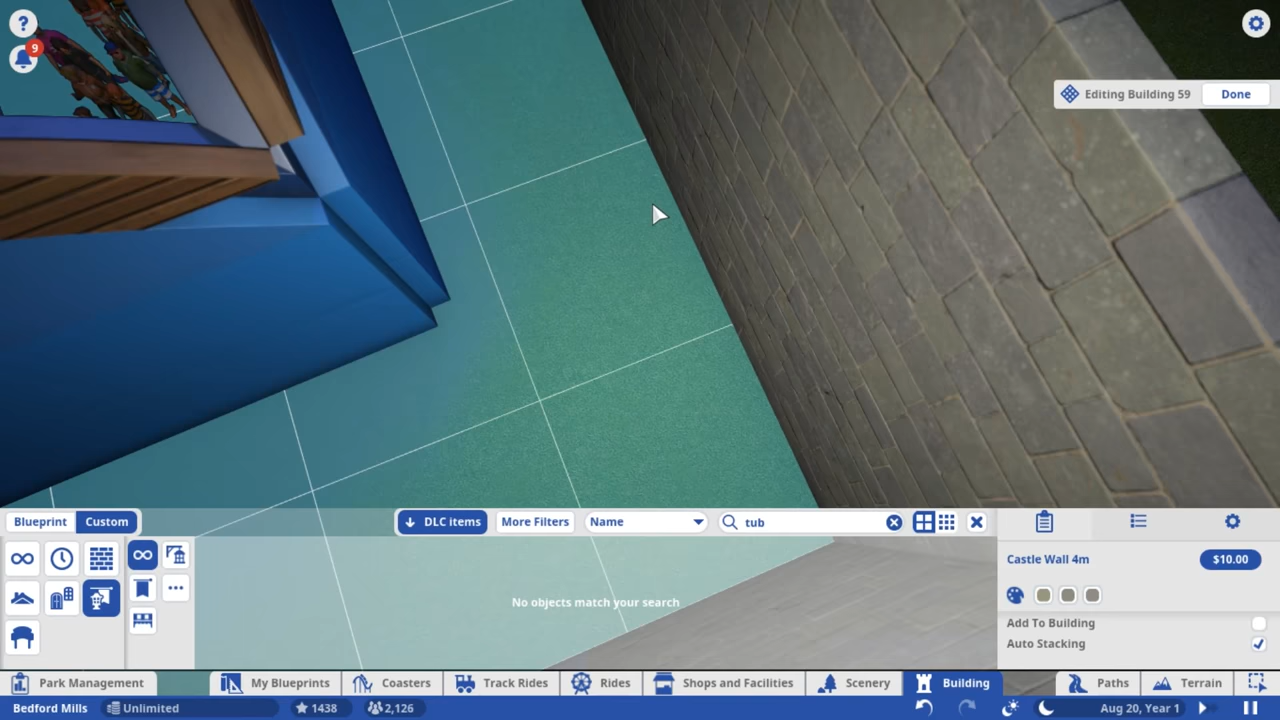 ?
9
Editing Building 59 Done
Blueprint Custom DLC items More Filters Name tub
No objects match your search
Castle Wall 4m $10.00
Add To Building
Auto Stacking
Park Management My Blueprints Coasters Track Rides Rides Shops and Facilities Scenery Building Paths Terrain
Bedford Mills Unlimited 1438 2,126 Aug 20, Year 1